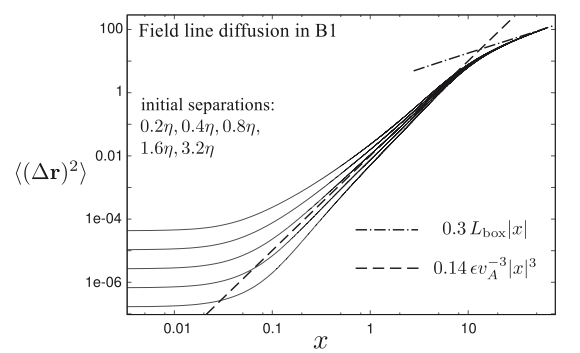 Field line diffusion in B1
initial separations:
0.2η, 0.4η, 0.8η,
1.6η, 3.2η
⟨(Δr)²⟩
100
1
0.01
1e-04
1e-06
0.3 L_box|x|
0.14 ϵv_A^{-3}|x|³
0.01 0.1 1 10
x